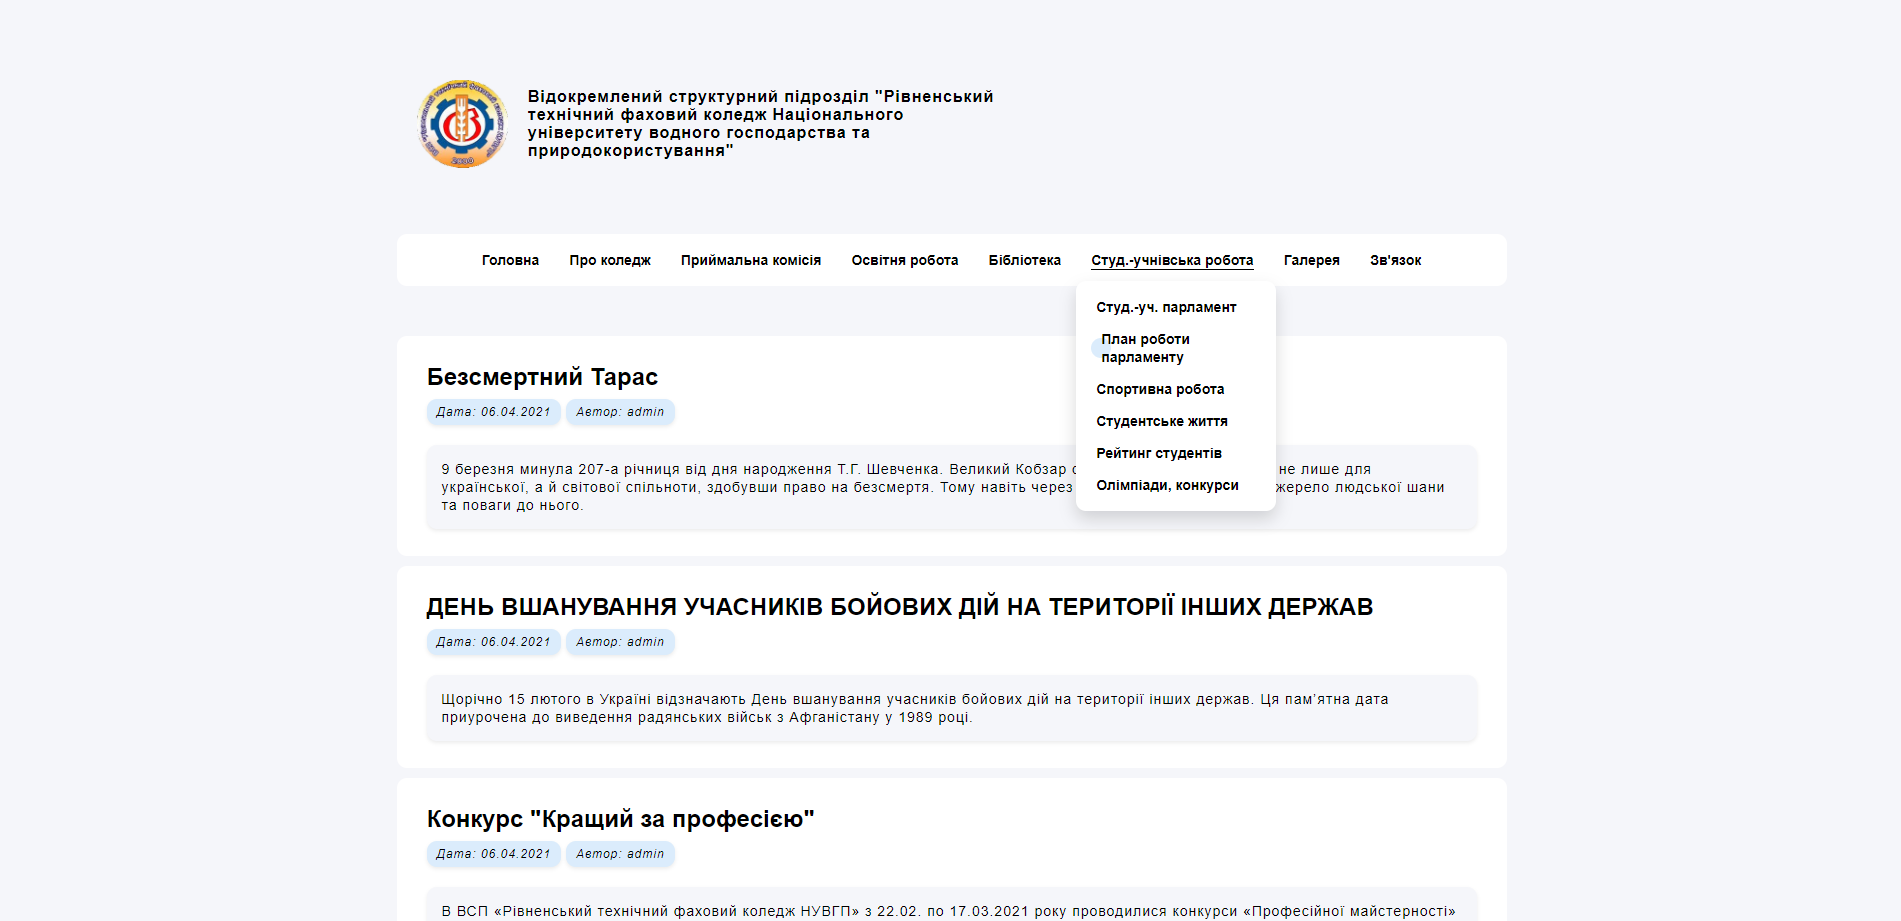 Відокремлений структурний підрозділ "Рівненський
технічний фаховий коледж Національного
університету водного господарства та
природокористування"
Головна Про коледж Приймальна комісія Освітня робота Бібліотека Студ.-учнівська робота Галерея Зв'язок
Студ.-уч. парламент
План роботи
парламенту
Спортивна робота
Студентське життя
Рейтинг студентів
Олімпіади, конкурси
Безсмертний Тарас
Дата: 06.04.2021 Автор: admin
9 березня минула 207-а річниця від дня народження Т.Г. Шевченка. Великий Кобзар не лише для
української, а й світової спільноти, здобувши право на безсмертя. Тому навіть через жерело людської шани
та поваги до нього.
ДЕНЬ ВШАНУВАННЯ УЧАСНИКІВ БОЙОВИХ ДІЙ НА ТЕРИТОРІЇ ІНШИХ ДЕРЖАВ
Дата: 06.04.2021 Автор: admin
Щорічно 15 лютого в Україні відзначають День вшанування учасників бойових дій на території інших держав. Ця пам’ятна дата
приурочена до виведення радянських військ з Афганістану у 1989 році.
Конкурс "Кращий за професією"
Дата: 06.04.2021 Автор: admin
В ВСП «Рівненський технічний фаховий коледж НУВГП» з 22.02. по 17.03.2021 року проводилися конкурси «Професійної майстерності»